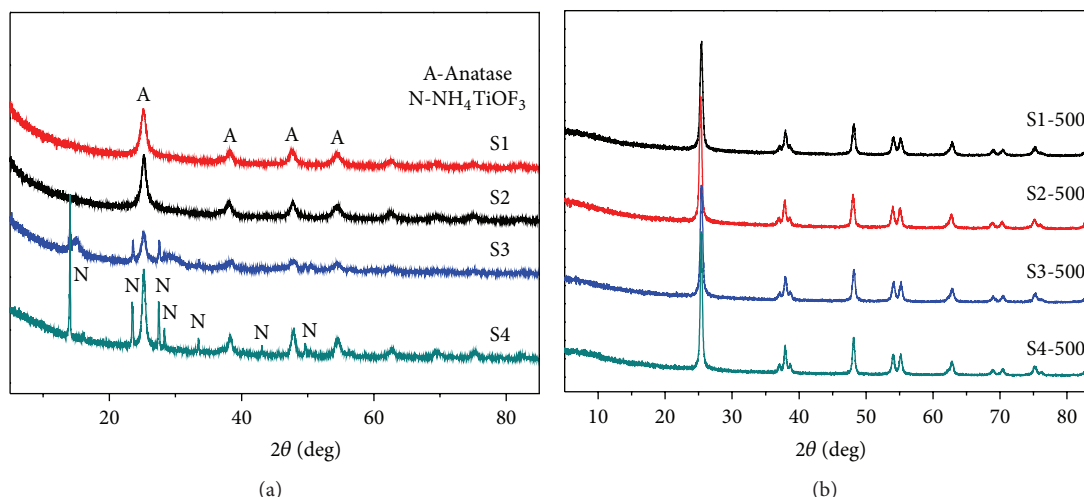 A-Anatase
N-NH₄TiOF₃
A
A
A
A
S1
S2
S3
N
N
N
N
N
N
N
S4
20
40
60
80
2θ (deg)
(a)
S1-500
S2-500
S3-500
S4-500
10
20
30
40
50
60
70
80
2θ (deg)
(b)